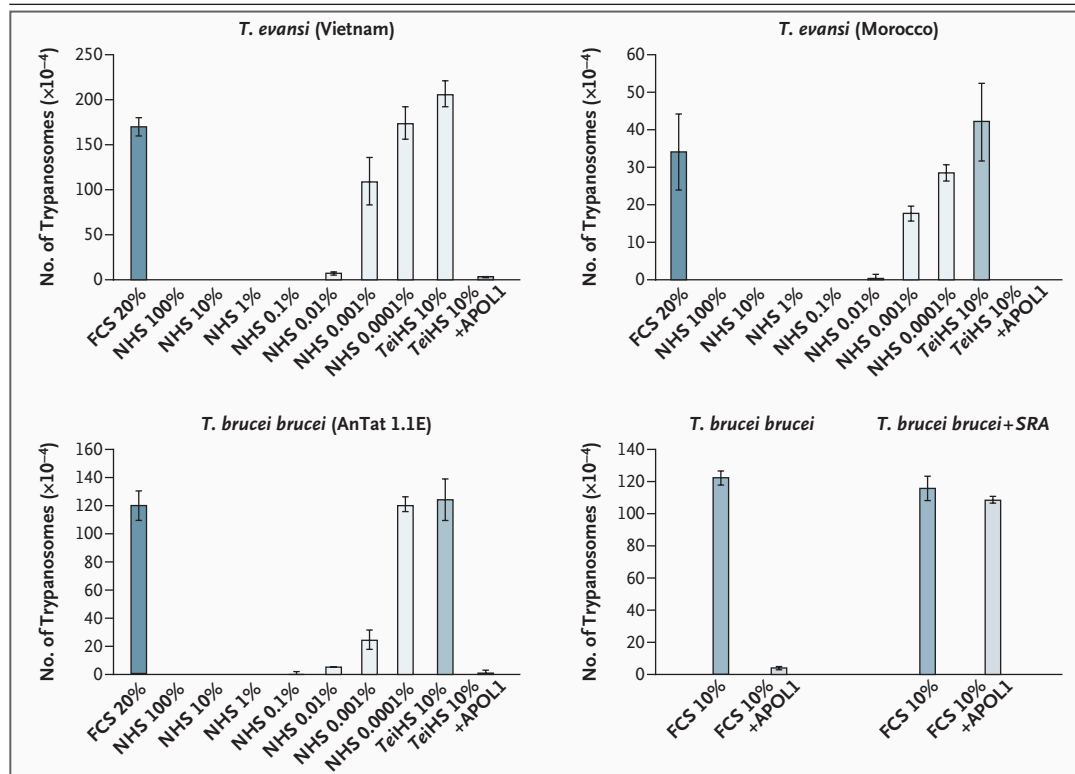 T. evansi (Vietnam)
No. of Trypanosomes (×10⁻⁴)
250
200
150
100
50
0
FCS 20%
NHS 100%
NHS 10%
NHS 1%
NHS 0.1%
NHS 0.01%
NHS 0.001%
NHS 0.0001%
TeiHS 10%
TeiHS 10%
+APOL1
T. evansi (Morocco)
No. of Trypanosomes (×10⁻⁴)
60
50
40
30
20
10
0
FCS 20%
NHS 100%
NHS 10%
NHS 1%
NHS 0.1%
NHS 0.01%
NHS 0.001%
NHS 0.0001%
TeiHS 10%
TeiHS 10%
+APOL1
T. brucei brucei (AnTat 1.1E)
No. of Trypanosomes (×10⁻⁴)
160
140
120
100
80
60
40
20
0
FCS 20%
NHS 100%
NHS 10%
NHS 1%
NHS 0.1%
NHS 0.01%
NHS 0.001%
NHS 0.0001%
TeiHS 10%
TeiHS 10%
+APOL1
T. brucei brucei
T. brucei brucei+SRA
No. of Trypanosomes (×10⁻⁴)
140
120
100
80
60
40
20
0
FCS 10%
FCS 10%
+APOL1
FCS 10%
FCS 10%
+APOL1